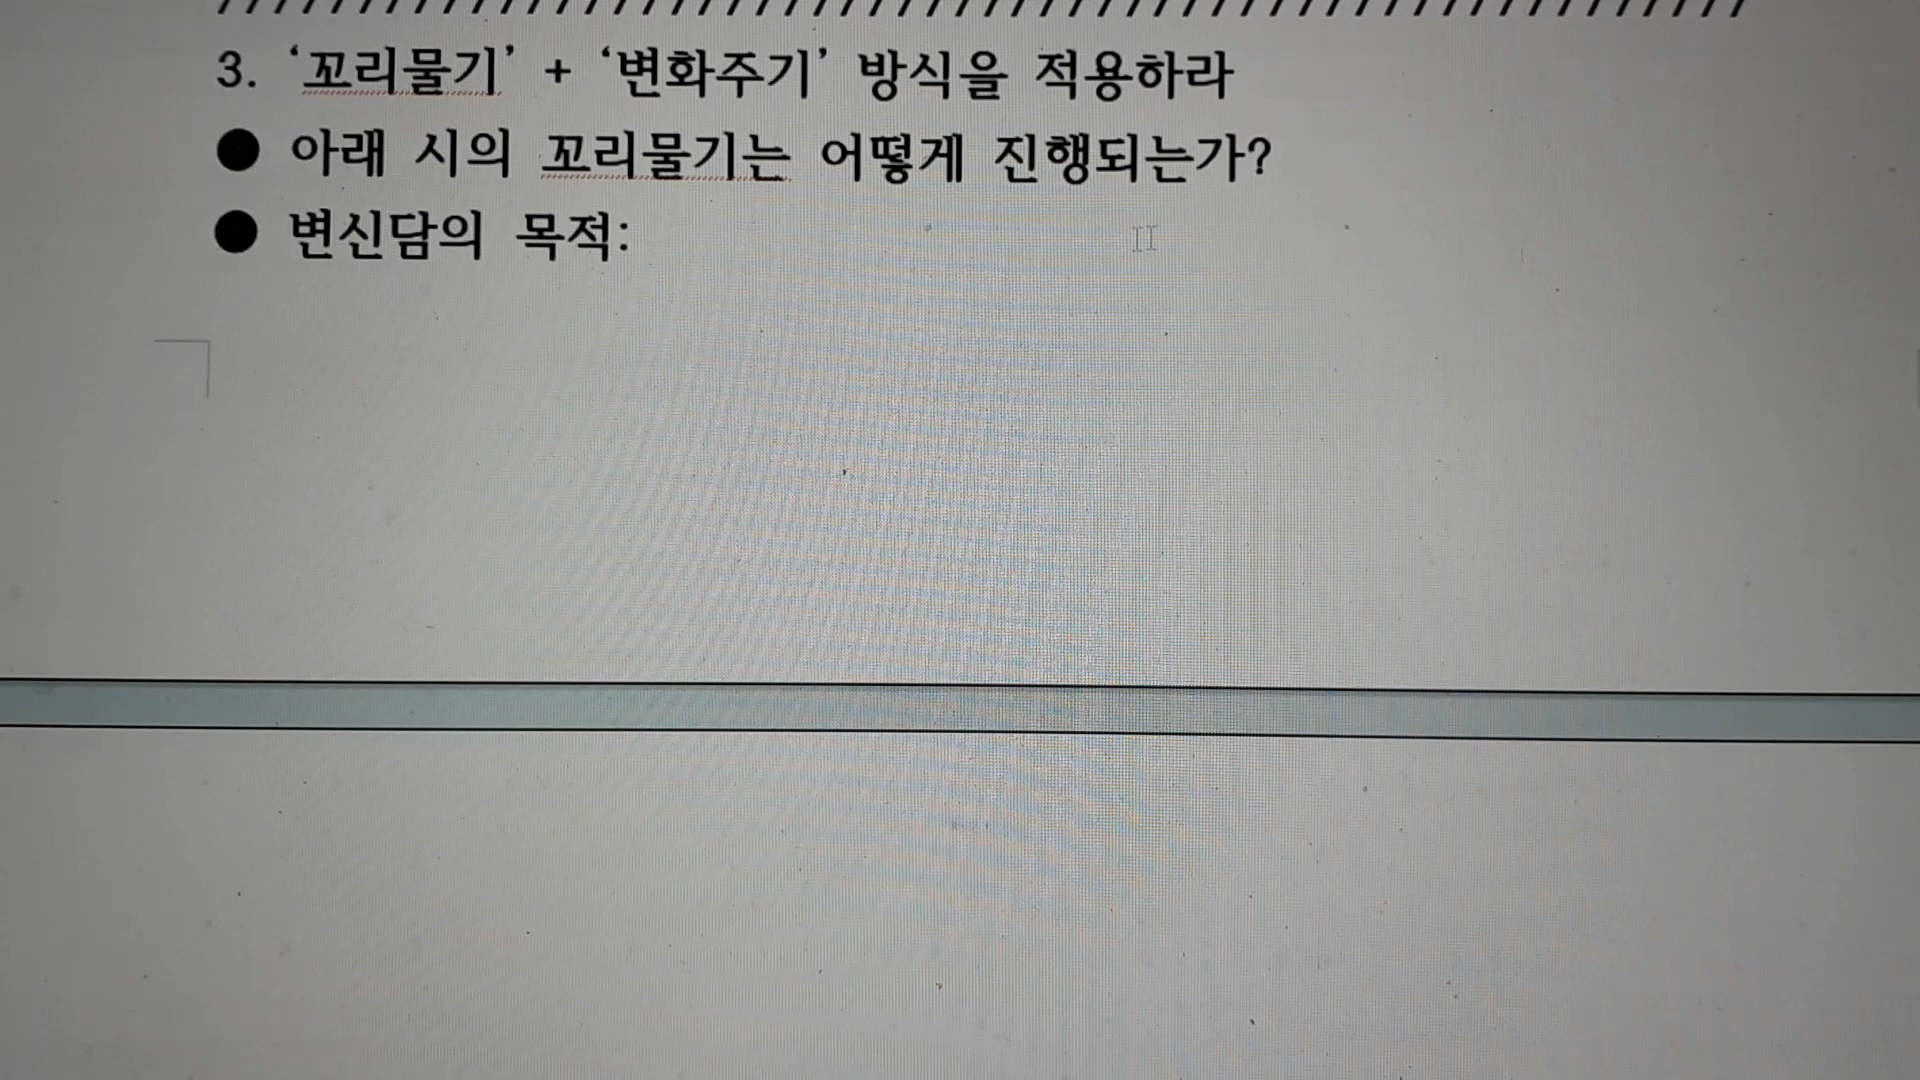 3. ‘꼬리물기’ + ‘변화주기’ 방식을 적용하라
● 아래 시의 꼬리물기는 어떻게 진행되는가?
● 변신담의 목적: